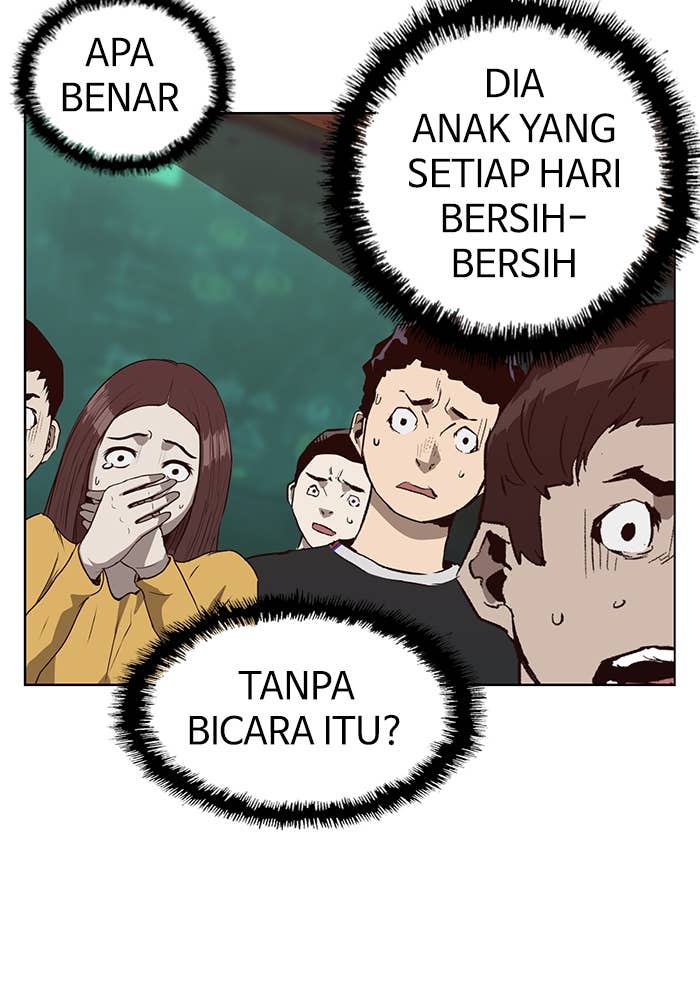 APA
BENAR
DIA
ANAK YANG
SETIAP HARI
BERSIH-
BERSIH
TANPA
BICARA ITU?